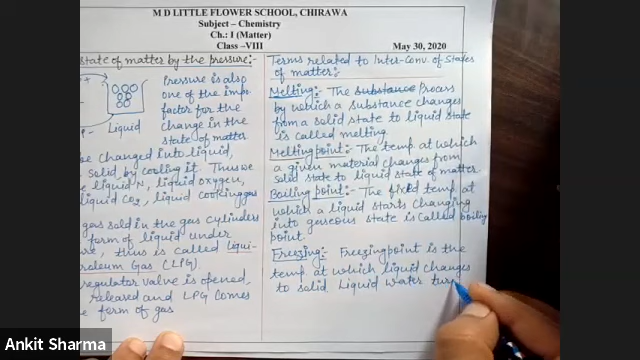 M D LITTLE FLOWER SCHOOL, CHIRAWA
Subject – Chemistry
Ch.: I (Matter)
Class –VIII
May 30, 2020
state of matter by the pressure:-
Pressure is also
one of the
factor for the
change in the
state of matter
Liquid
changed into liquid,
solid by cooling it. Thus we
liquid N, liquid oxygen,
liquid CO2, liquid cooking gas
gas sold in the gas cylinders
form of liquid under
thus is called Liqui-
roleum Gas (LPG).
regulator valve is opened,
released and LPG comes
form of gas
Terms related to Inter-Conv. of States
of matter:-
Melting:- The substance Process
by which a substance changes
from a solid state to liquid state
is called melting.
Melting point:- The temp at which
a given material changes from
solid state to liquid state of matter.
Boiling point:- The fixed temp at
which a liquid starts changing
into gaseous state is called boiling
point.
Freezing:- Freezing point is the
temp at which liquid changes
to solid. Liquid water tur
Ankit Sharma